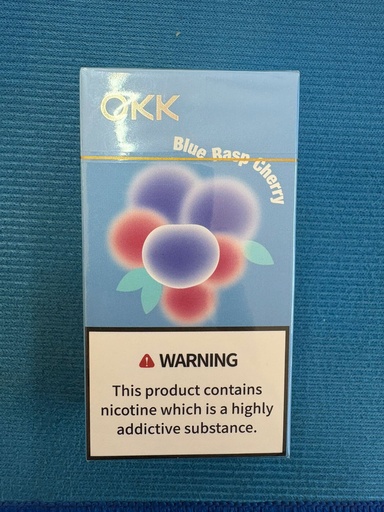 OKK
Blue Rasp Cherry
WARNING
This product contains
nicotine which is a highly
addictive substance.